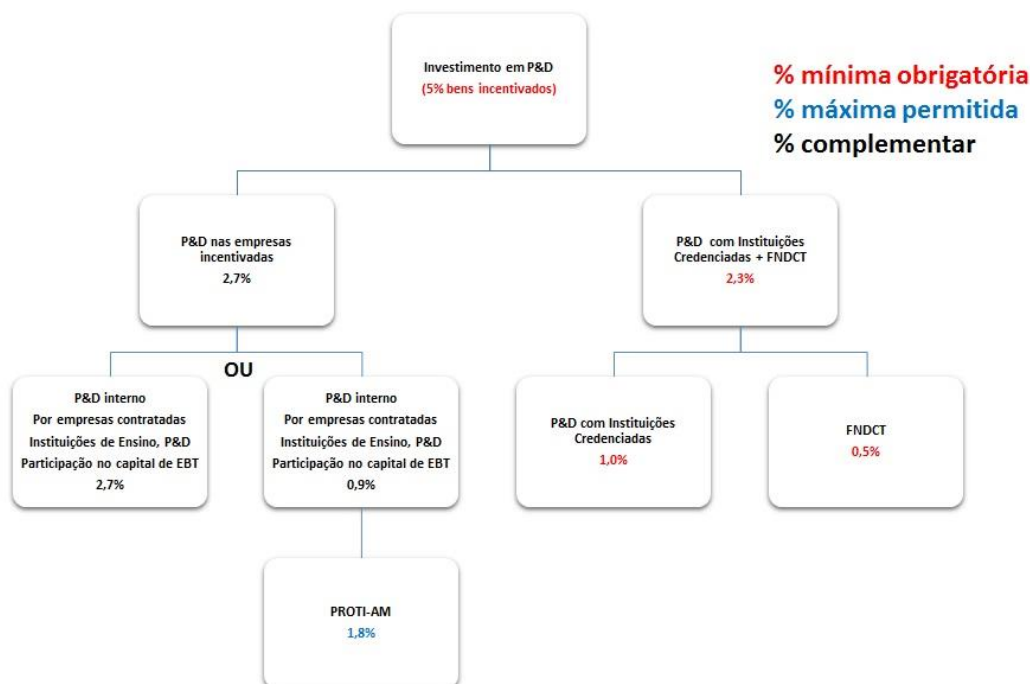 Investimento em P&D
(5% bens incentivados)
% mínima obrigatória
% máxima permitida
% complementar
P&D nas empresas
incentivadas
2,7%
P&D com Instituições
Credenciadas + FNDCT
2,3%
OU
P&D interno
Por empresas contratadas
Instituições de Ensino, P&D
Participação no capital de EBT
2,7%
P&D interno
Por empresas contratadas
Instituições de Ensino, P&D
Participação no capital de EBT
0,9%
P&D com Instituições
Credenciadas
1,0%
FNDCT
0,5%
PROTI-AM
1,8%